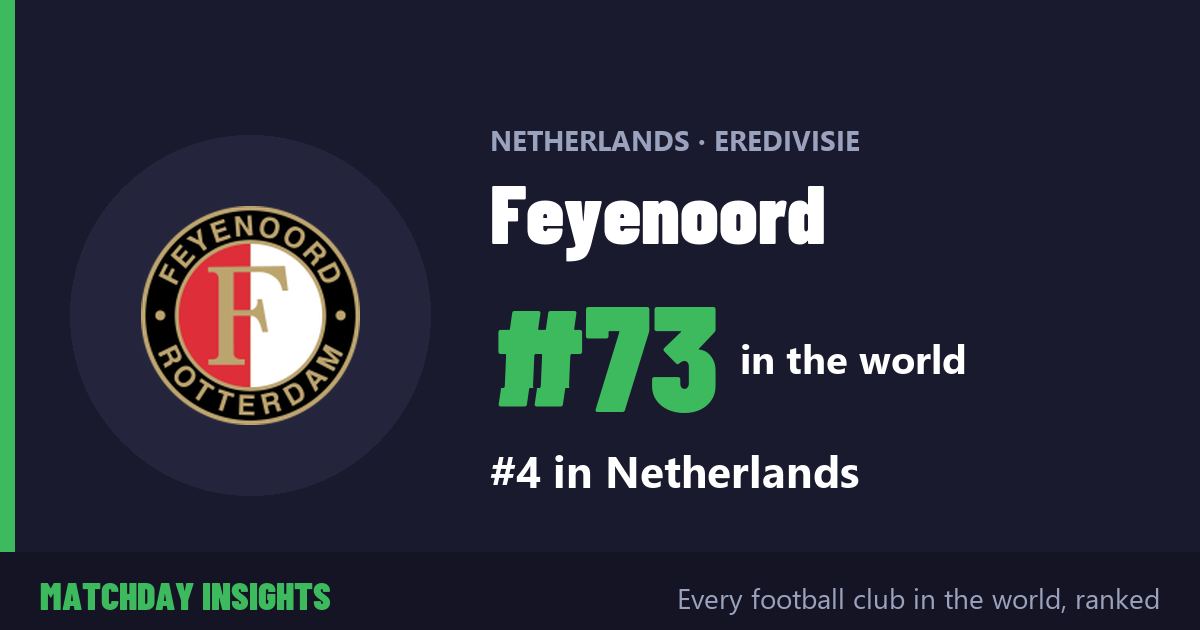 NETHERLANDS · EREDIVISIE
Feyenoord
#73 in the world
#4 in Netherlands
FEYENOORD
F
ROTTERDAM
MATCHDAY INSIGHTS
Every football club in the world, ranked